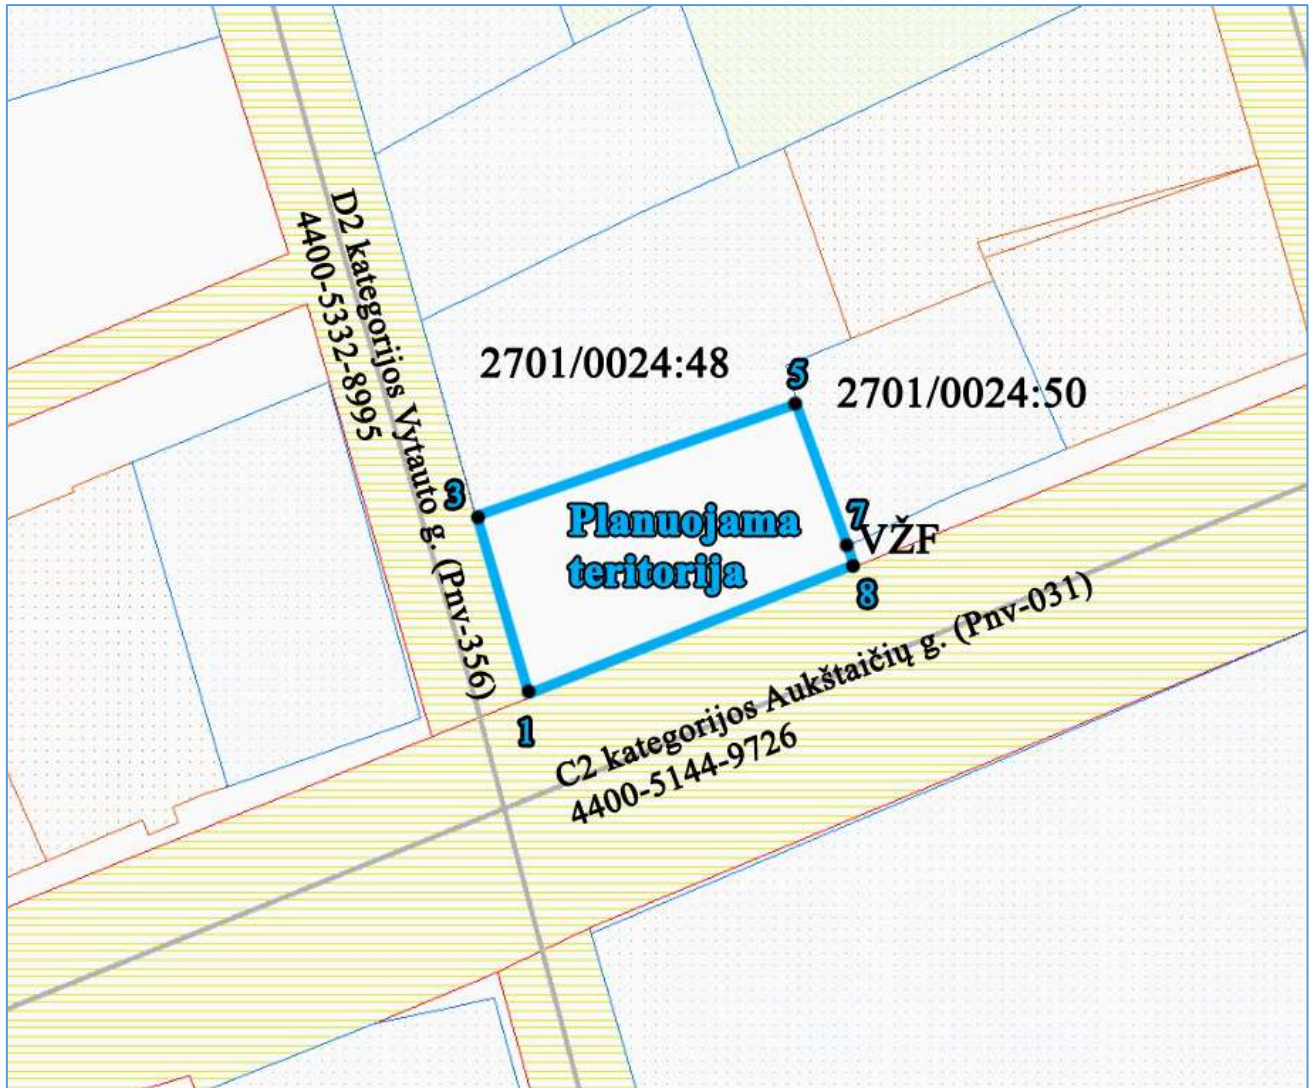 D2 kategorijos Vytauto g. (Pnv-356)
4400-5332-8995
2701/0024:48
5
2701/0024:50
3
Planuojama
teritorija
7
VŽF
8
1
C2 kategorijos Aukštaičių g. (Pnv-031)
4400-5144-9726